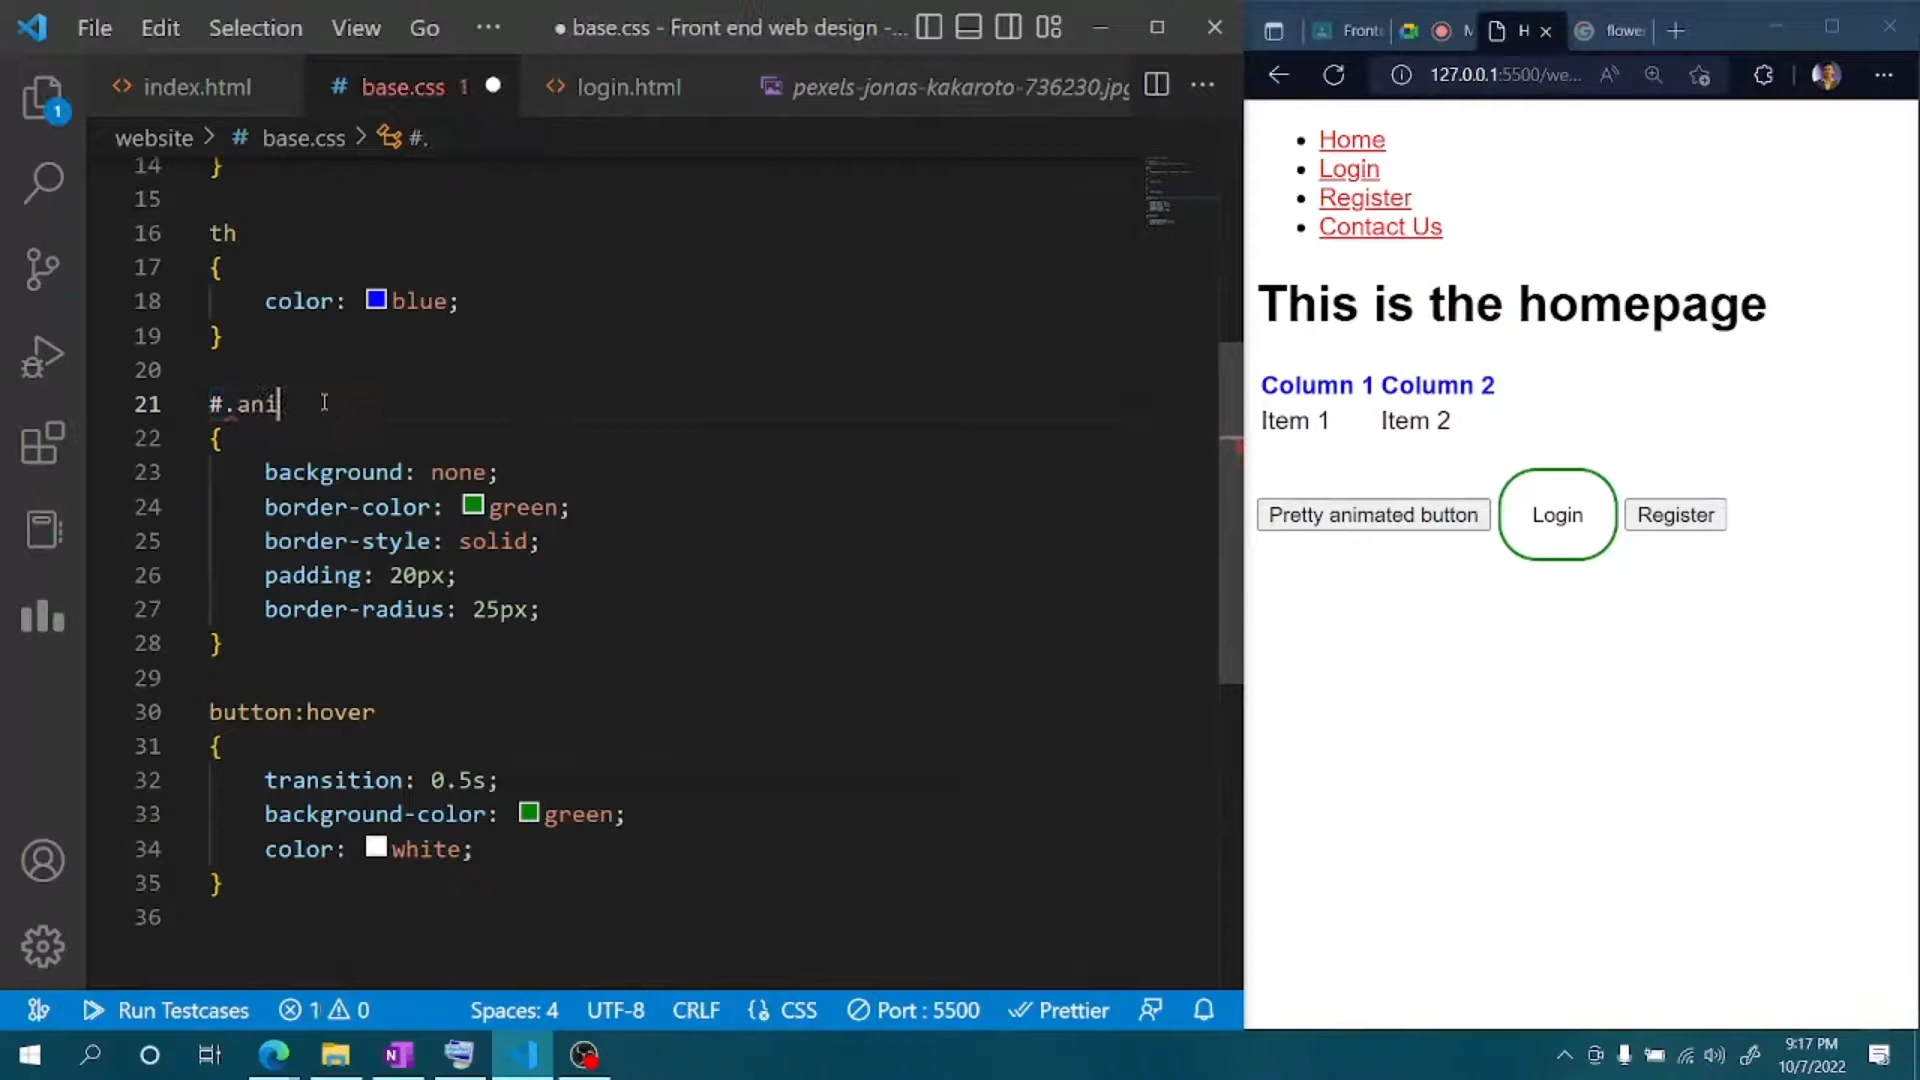 File Edit Selection View Go ··· ● base.css - Front end web design -...
index.html # base.css 1 login.html pexels-jonas-kakaroto-736230.jpg ···
website > # base.css > #.
14 }
15
16 th
17 {
18 color: blue;
19 }
20
21 #.ani
22 {
23 background: none;
24 border-color: green;
25 border-style: solid;
26 padding: 20px;
27 border-radius: 25px;
28 }
29
30 button:hover
31 {
32 transition: 0.5s;
33 background-color: green;
34 color: white;
35 }
36
1
Run Testcases 1 0 Spaces: 4 UTF-8 CRLF CSS Port : 5500 Prettier
Front M H flowe
127.0.0.1:5500/we... ···
Home
Login
Register
Contact Us
This is the homepage
Column 1 Column 2
Item 1 Item 2
Pretty animated button Login Register
N
9:17 PM
10/7/2022